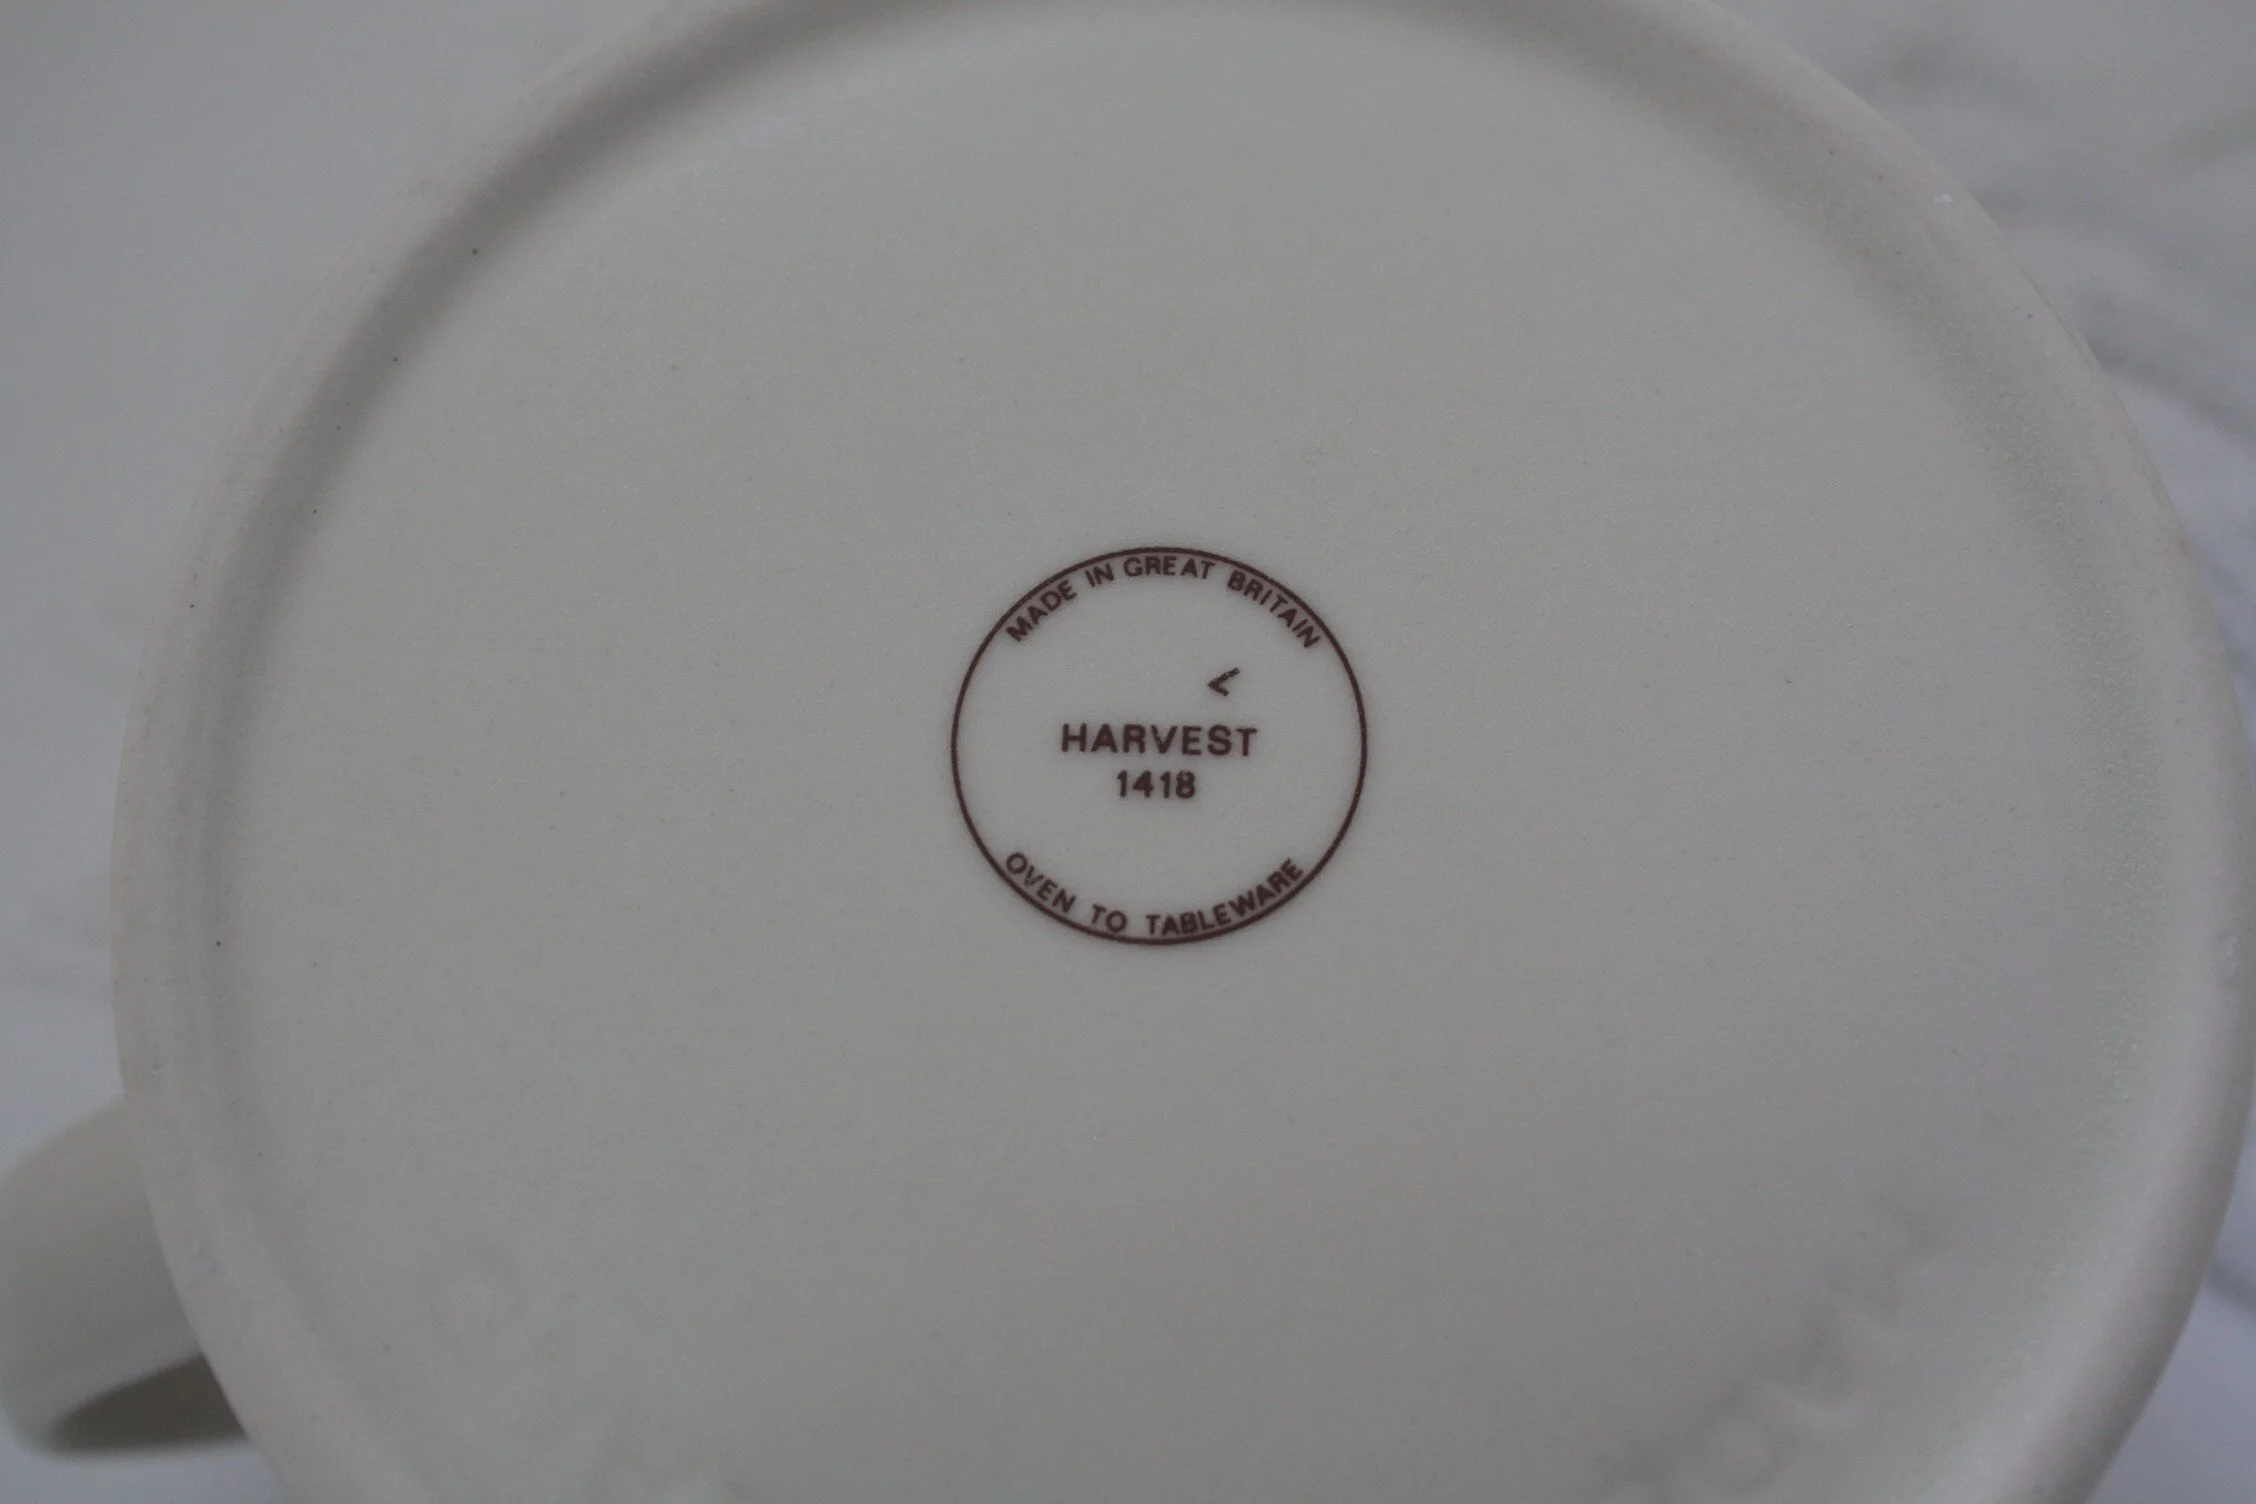 MADE IN GREAT BRITAIN
<
HARVEST
1418
OVEN TO TABLEWARE